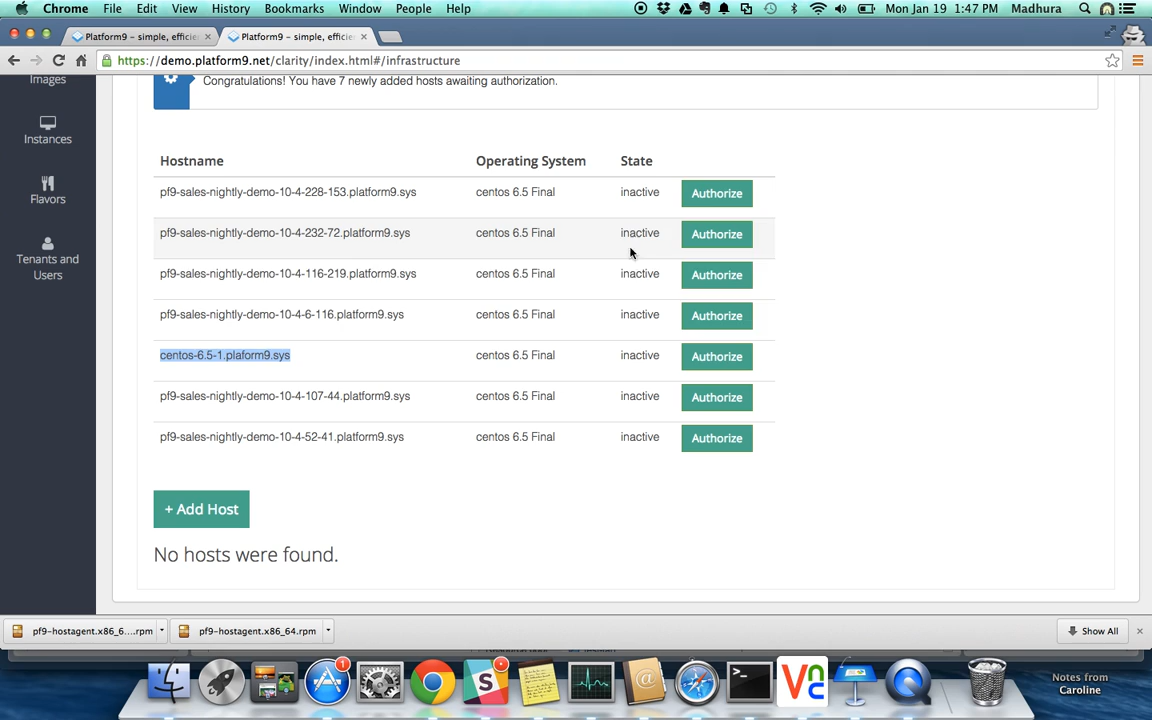 Chrome File Edit View History Bookmarks Window People Help Mon Jan 19 1:47 PM Madhura
Platform9 – simple, efficie Platform9 – simple, efficie
https://demo.platform9.net/clarity/index.html#/infrastructure
Images
Instances
Flavors
Tenants and
Users
Congratulations! You have 7 newly added hosts awaiting authorization.
Hostname Operating System State
pf9-sales-nightly-demo-10-4-228-153.platform9.sys centos 6.5 Final inactive Authorize
pf9-sales-nightly-demo-10-4-232-72.platform9.sys centos 6.5 Final inactive Authorize
pf9-sales-nightly-demo-10-4-116-219.platform9.sys centos 6.5 Final inactive Authorize
pf9-sales-nightly-demo-10-4-6-116.platform9.sys centos 6.5 Final inactive Authorize
centos-6.5-1.plaform9.sys centos 6.5 Final inactive Authorize
pf9-sales-nightly-demo-10-4-107-44.platform9.sys centos 6.5 Final inactive Authorize
pf9-sales-nightly-demo-10-4-52-41.platform9.sys centos 6.5 Final inactive Authorize
+ Add Host
No hosts were found.
pf9-hostagent.x86_6....rpm pf9-hostagent.x86_64.rpm Show All
1
Notes from
Caroline